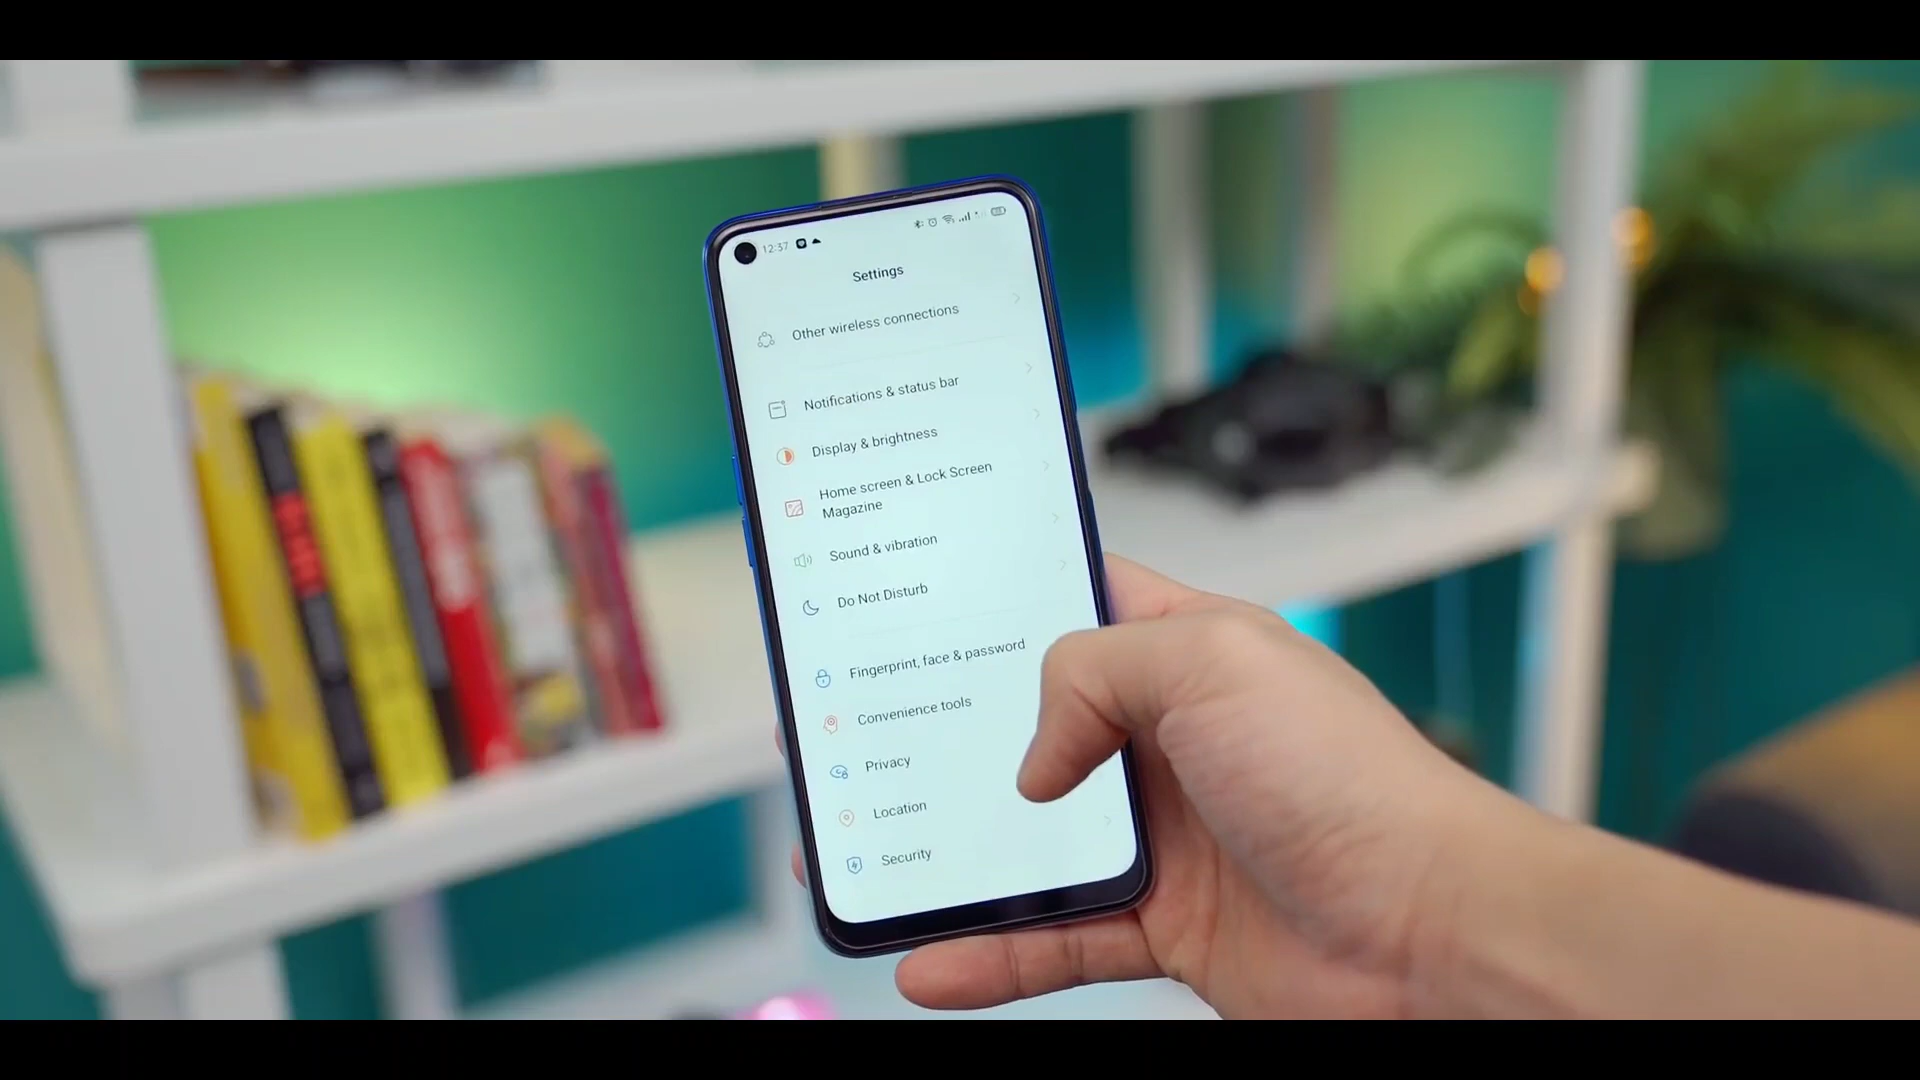 12:37
Settings
Other wireless connections
Notifications & status bar
Display & brightness
Home screen & Lock Screen
Magazine
Sound & vibration
Do Not Disturb
Fingerprint, face & password
Convenience tools
Privacy
Location
Security